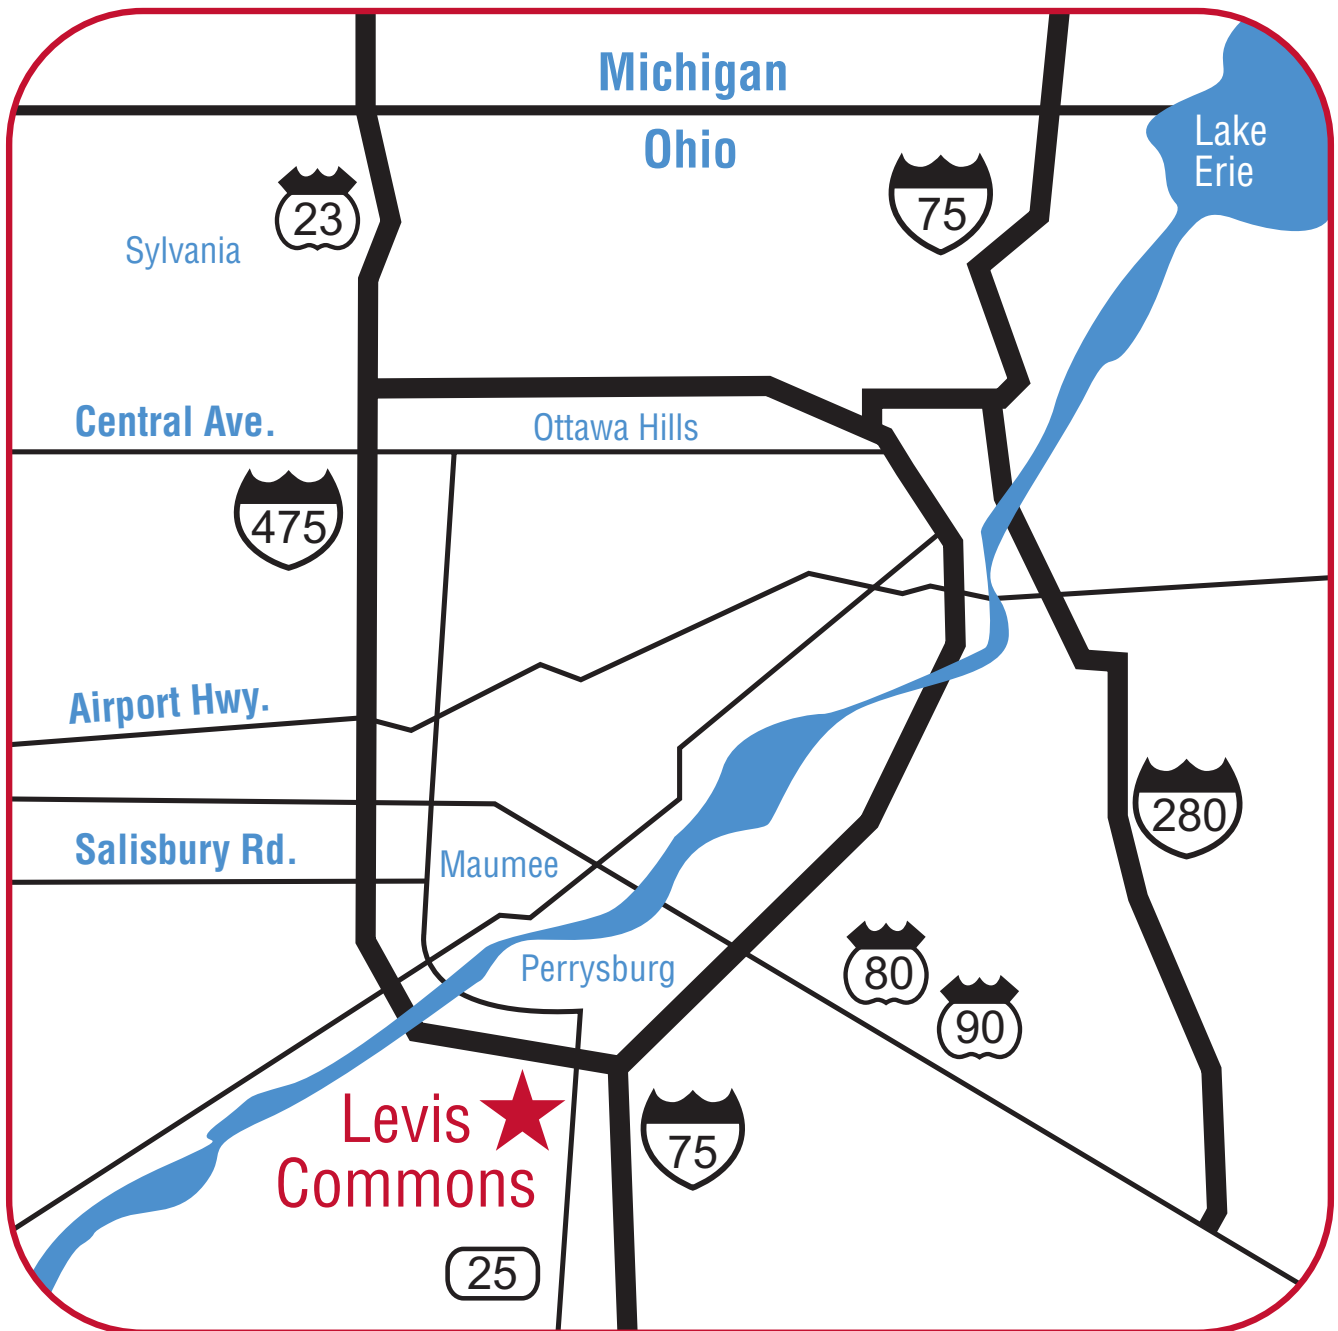 Michigan
Ohio
Lake
Erie
23
75
Sylvania
Central Ave.
Ottawa Hills
475
Airport Hwy.
280
Salisbury Rd.
Maumee
Perrysburg
80
90
Levis
Commons
75
25